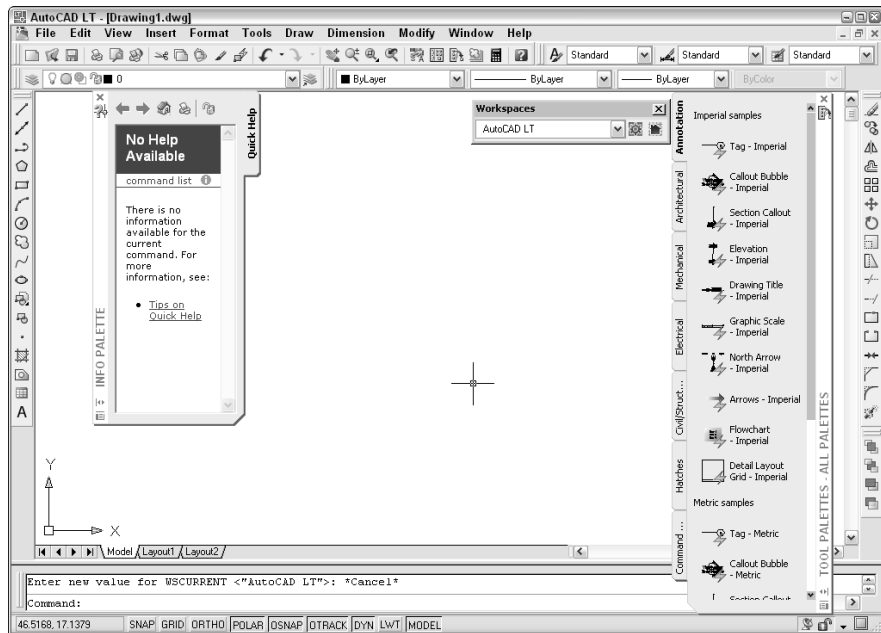 AutoCAD LT - [Drawing1.dwg]
File Edit View Insert Format Tools Draw Dimension Modify Window Help
Standard Standard Standard
0 ByLayer ByLayer ByLayer ByColor
No Help
Available
command list
There is no
information
available for the
current
command. For
more
information, see:
• Tips on
Quick Help
Quick Help
INFO PALETTE
Workspaces
AutoCAD LT
Annotation
Architectural
Mechanical
Electrical
Civil/Struct...
Hatches
Command ...
Imperial samples
Tag - Imperial
Callout Bubble
- Imperial
Section Callout
- Imperial
Elevation
- Imperial
Drawing Title
- Imperial
Graphic Scale
- Imperial
North Arrow
- Imperial
Arrows - Imperial
Flowchart
- Imperial
Detail Layout
Grid - Imperial
Metric samples
Tag - Metric
Callout Bubble
- Metric
Section Callout
TOOL PALETTES - ALL PALETTES
A
Y
X
Model Layout1 Layout2
Enter new value for WSCURRENT <"AutoCAD LT">: *Cancel*
Command:
46.5168, 17.1379 SNAP GRID ORTHO POLAR OSNAP OTRACK DYN LWT MODEL